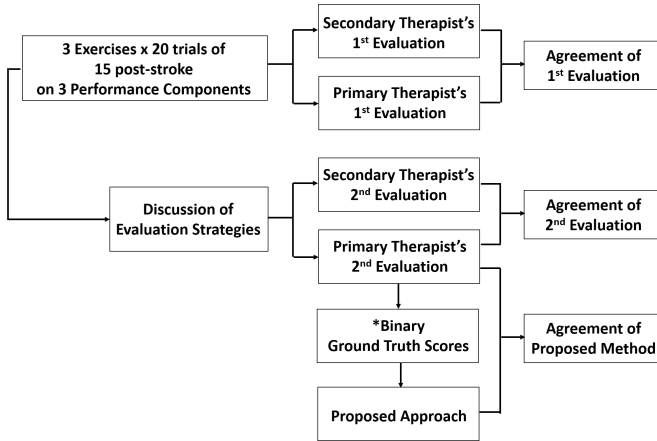 3 Exercises x 20 trials of
15 post-stroke
on 3 Performance Components
Secondary Therapist's
1st Evaluation
Primary Therapist's
1st Evaluation
Agreement of
1st Evaluation
Discussion of
Evaluation Strategies
Secondary Therapist's
2nd Evaluation
Primary Therapist's
2nd Evaluation
Agreement of
2nd Evaluation
*Binary
Ground Truth Scores
Proposed Approach
Agreement of
Proposed Method